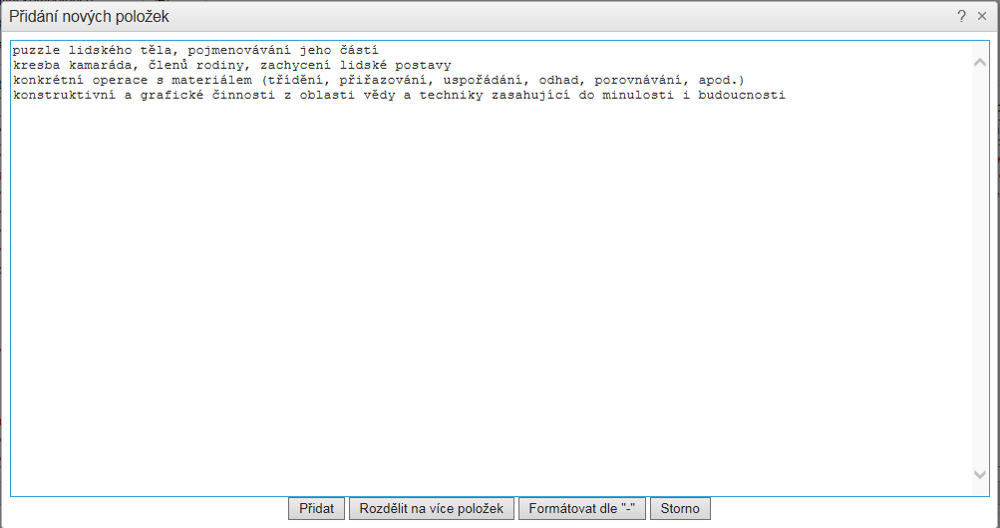 Přidání nových položek
? ×
puzzle lidského těla, pojmenovávání jeho částí
kresba kamaráda, členů rodiny, zachycení lidské postavy
konkrétní operace s materiálem (třídění, přiřazování, uspořádání, odhad, porovnávání, apod.)
konstruktivní a grafické činnosti z oblasti vědy a techniky zasahující do minulosti i budoucnosti
Přidat Rozdělit na více položek Formátovat dle "-" Storno